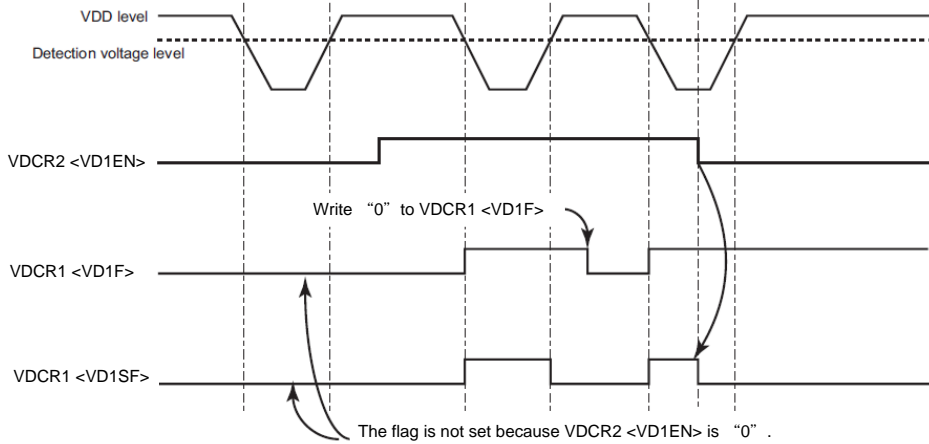 VDD level
Detection voltage level
VDCR2 <VD1EN>
Write “0” to VDCR1 <VD1F>
VDCR1 <VD1F>
VDCR1 <VD1SF>
The flag is not set because VDCR2 <VD1EN> is “0”.